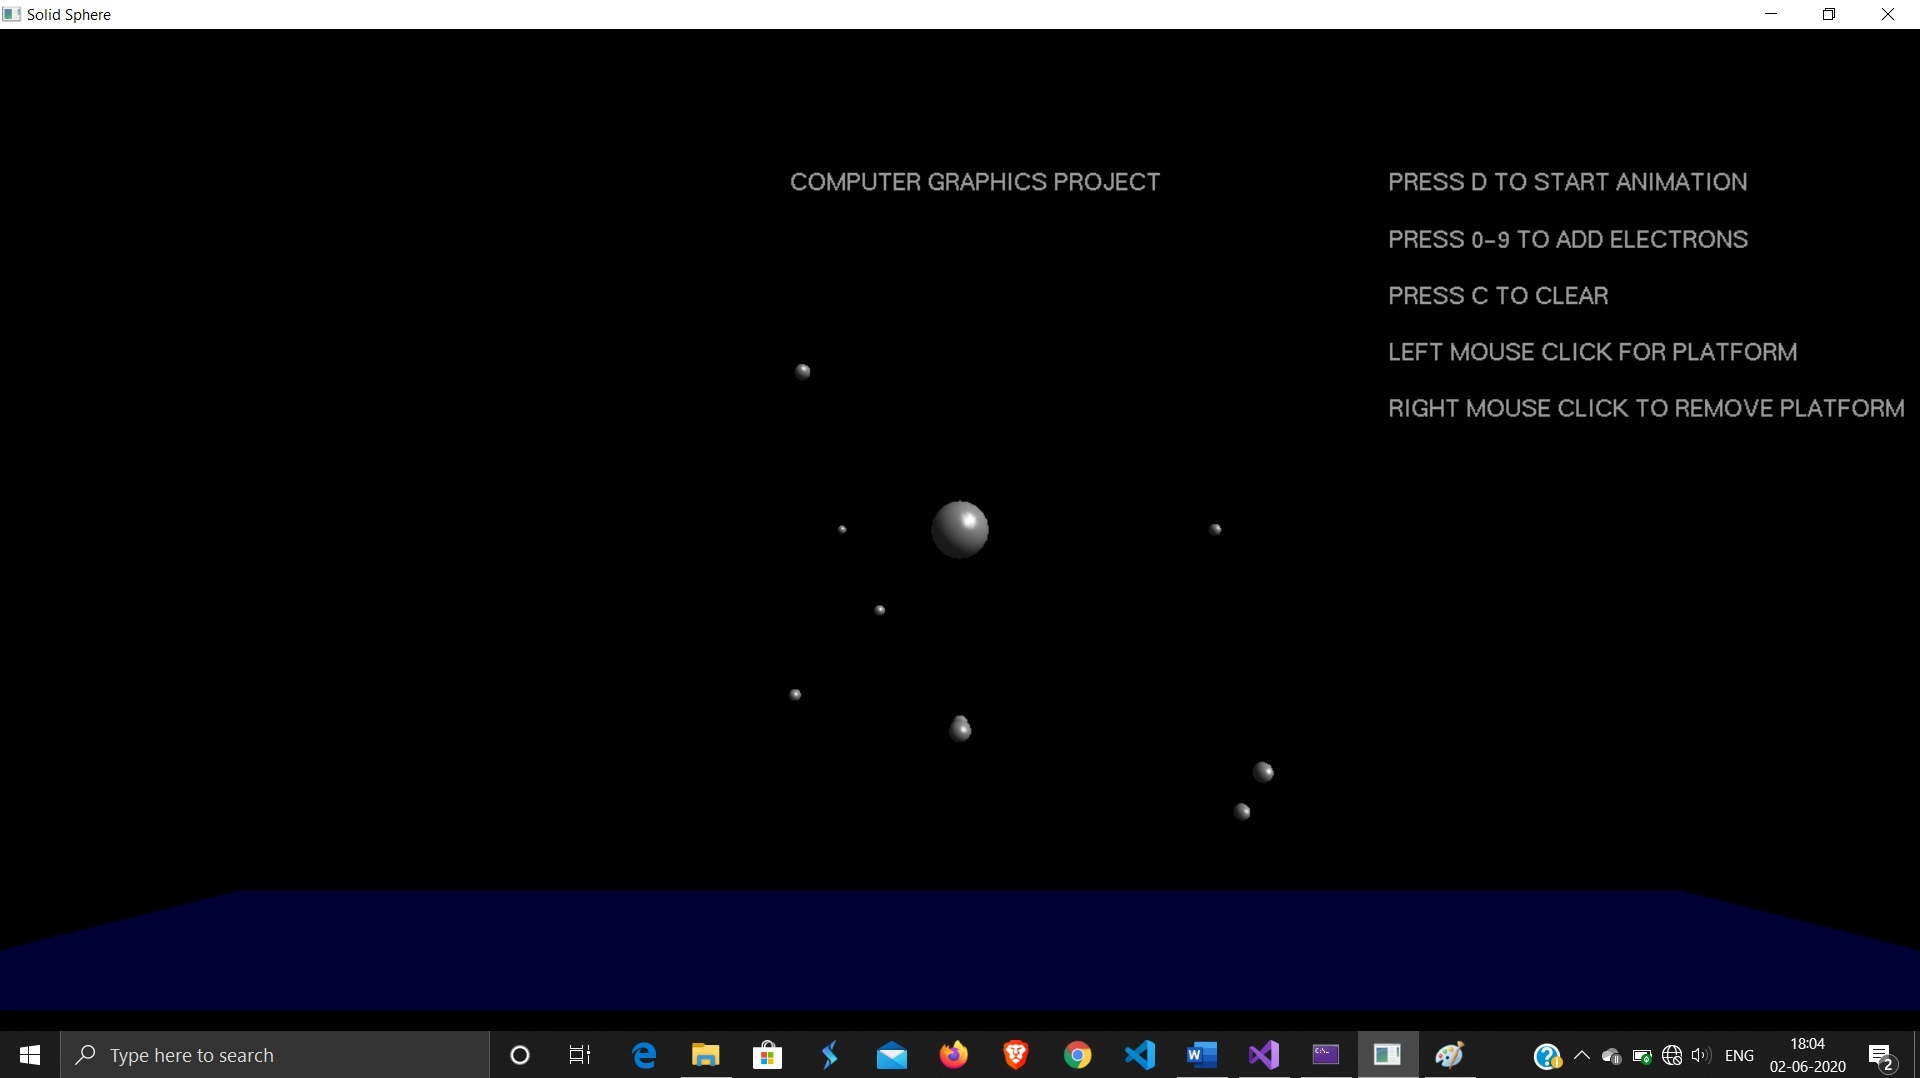 Solid Sphere
COMPUTER GRAPHICS PROJECT
PRESS D TO START ANIMATION
PRESS 0-9 TO ADD ELECTRONS
PRESS C TO CLEAR
LEFT MOUSE CLICK FOR PLATFORM
RIGHT MOUSE CLICK TO REMOVE PLATFORM
Type here to search
ENG
18:04
02-06-2020
2